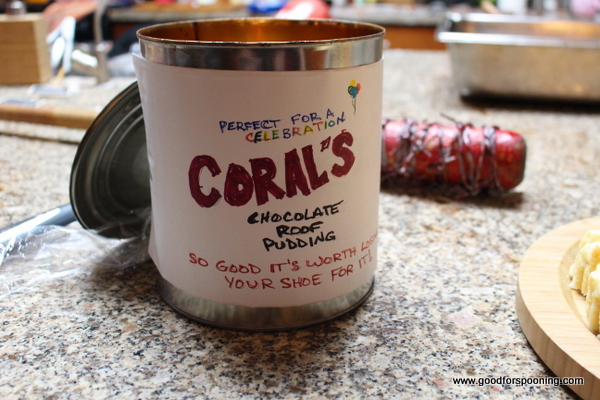 PERFECT FOR A
CELEBRATION
CORAL'S
CHOCOLATE
ROOF
PUDDING
SO GOOD IT'S WORTH
YOUR SHOE FOR IT!
www.goodforspooning.com